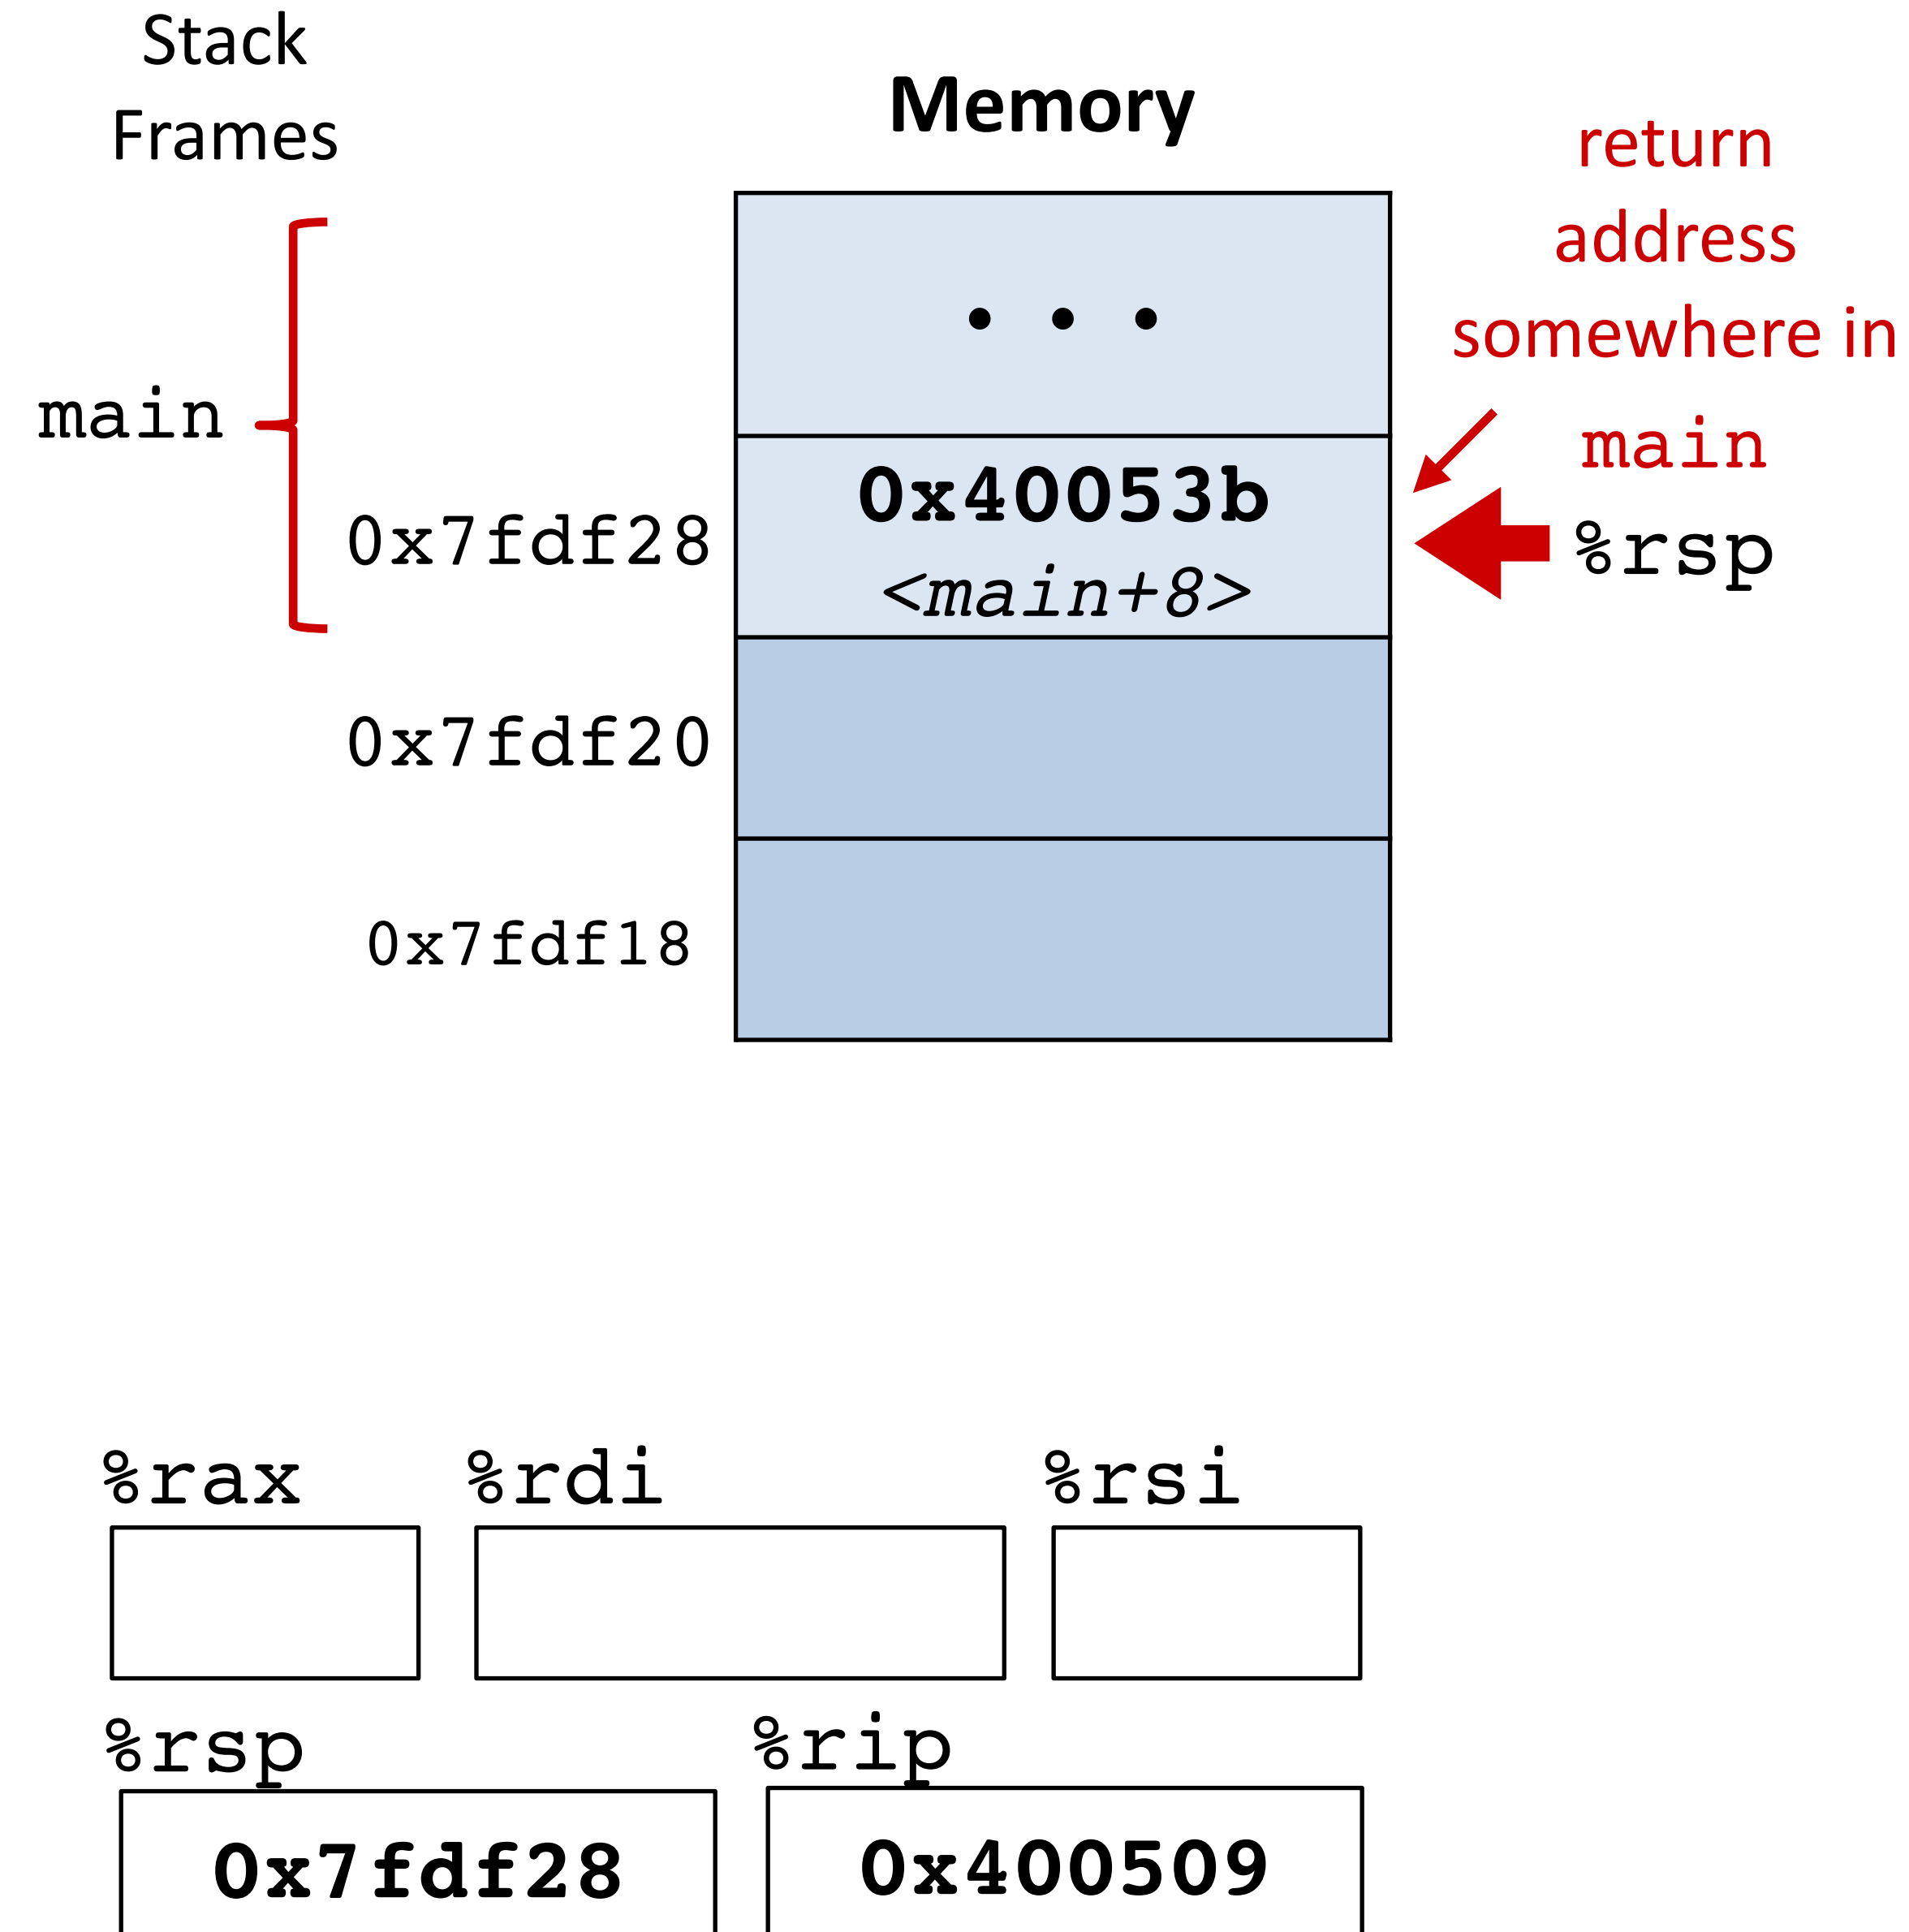 Stack
Frames
Memory
return
address
somewhere in
main
• • •
main
0x7fdf28
0x40053b
<main+8>
%rsp
0x7fdf20
0x7fdf18
%rax
%rdi
%rsi
%rsp
%rip
0x7fdf28
0x400509